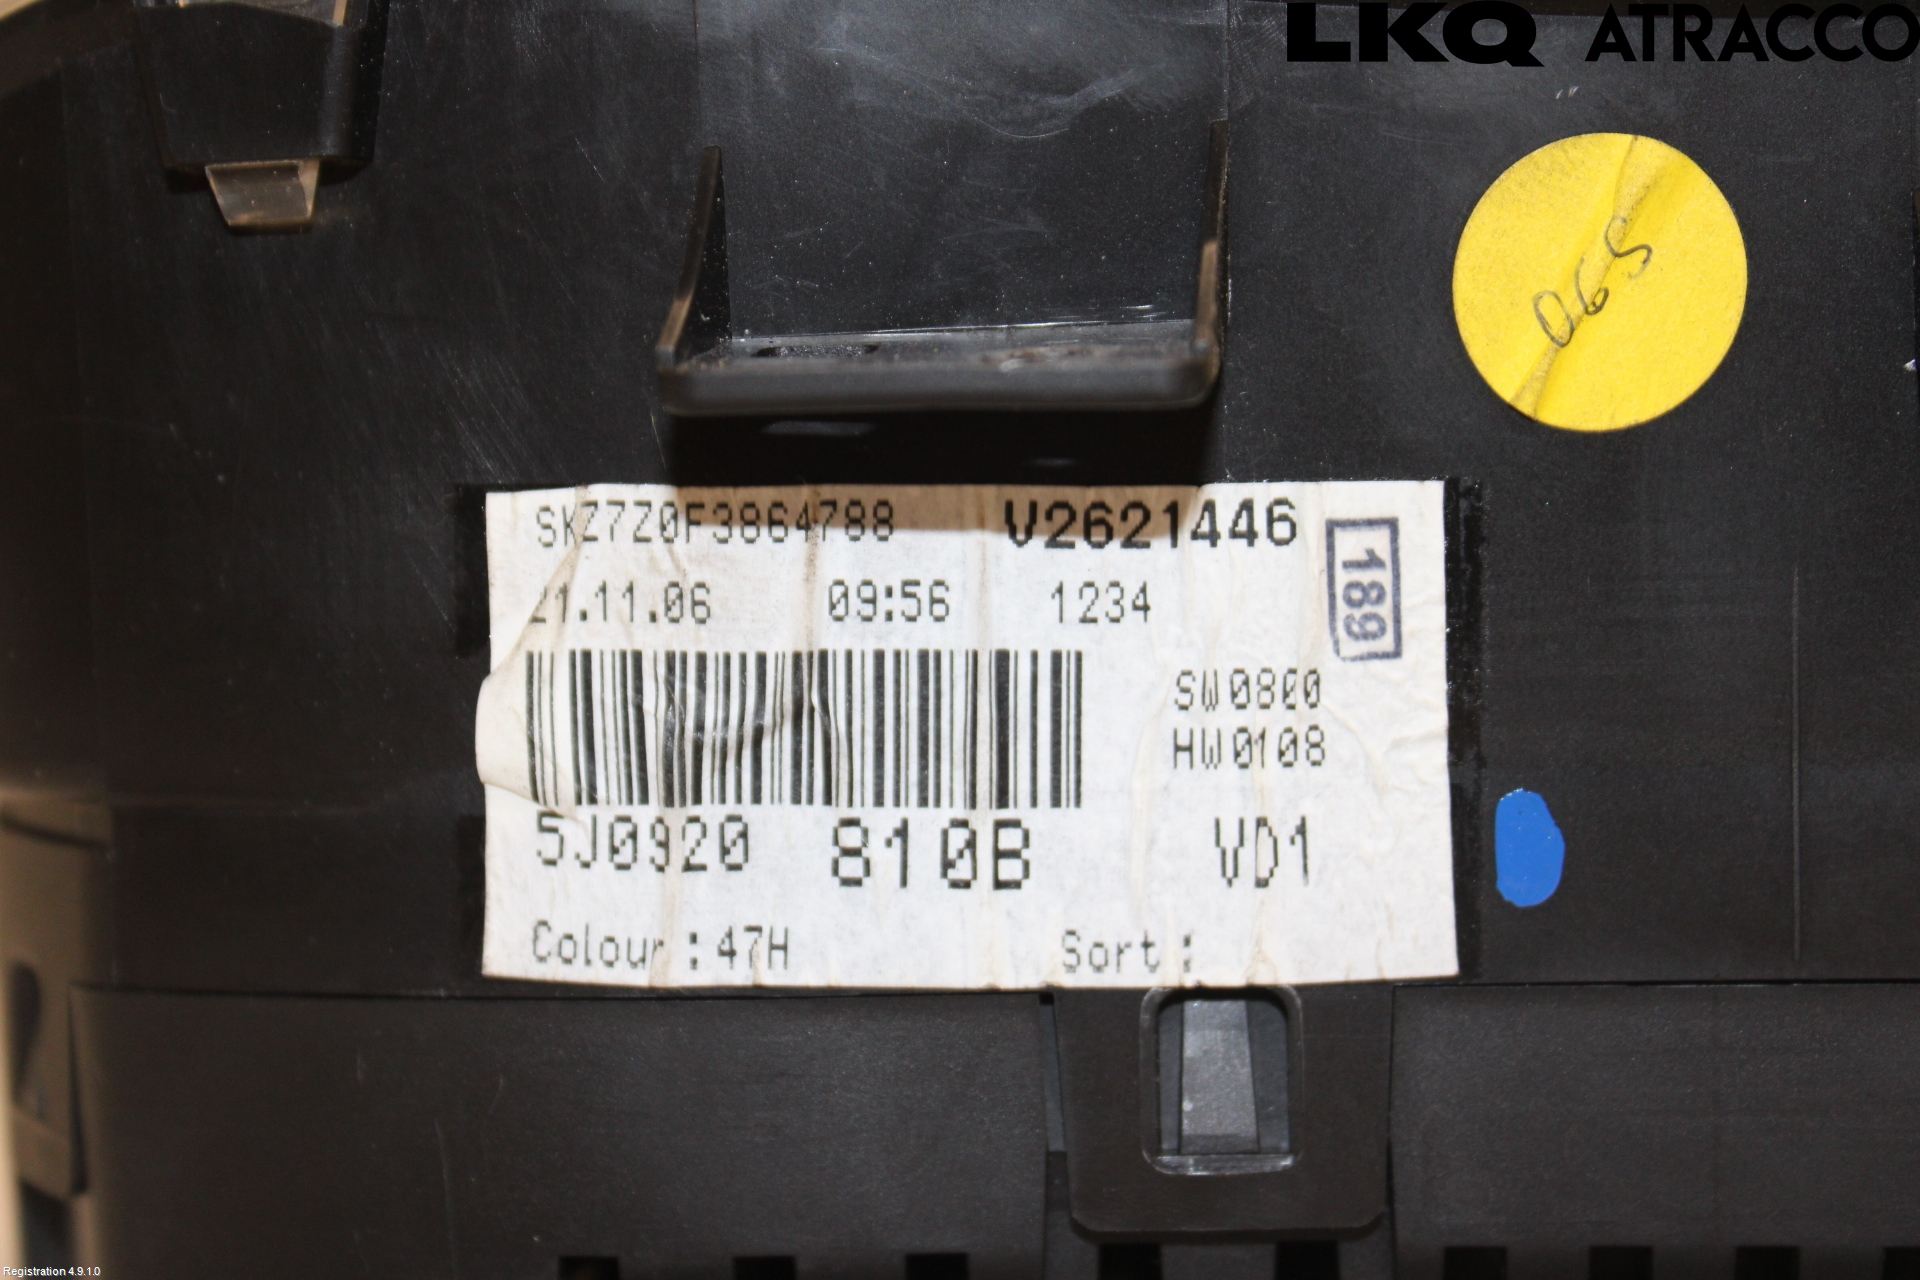 LKQ ATRACCO
065
SKZ7Z0F3864788 V2621446
189
21.11.06 09:56 1234
SW0800
HW0108
5J0920 810B VD1
Colour:47H Sort:
Registration 4.9.1.0